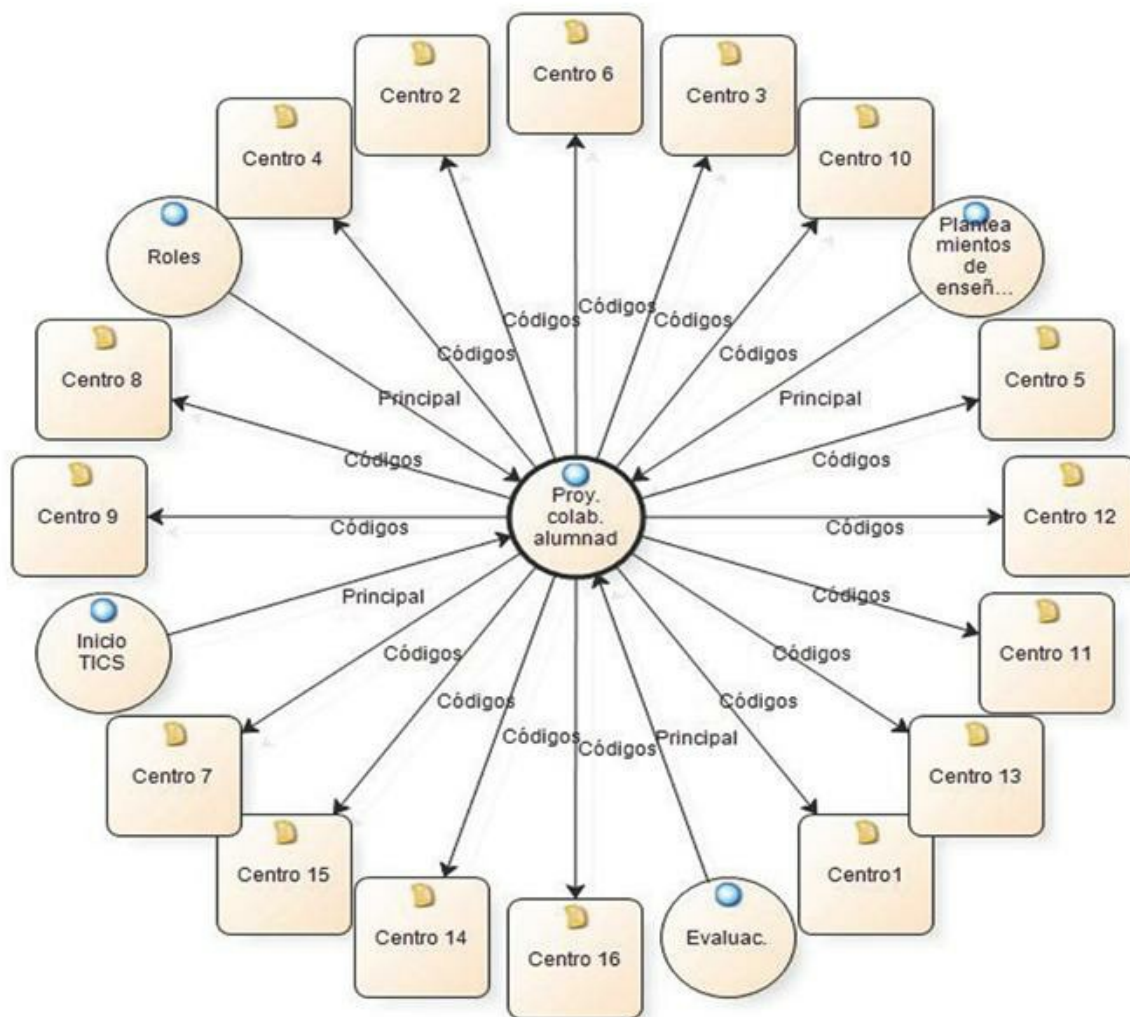 Centro 6
Centro 2
Centro 3
Centro 4
Centro 10
Roles
Plantea
mientos
de
enseñ...
Códigos
Códigos
Códigos
Códigos
Códigos
Centro 8
Centro 5
Principal
Principal
Códigos
Códigos
Centro 9
Proy.
colab.
alumnad
Centro 12
Códigos
Códigos
Principal
Códigos
Inicio
TICS
Centro 11
Códigos
Códigos
Códigos
Códigos
Códigos
Códigos
Principal
Centro 7
Centro 13
Centro 15
Centro1
Centro 14
Centro 16
Evaluac.